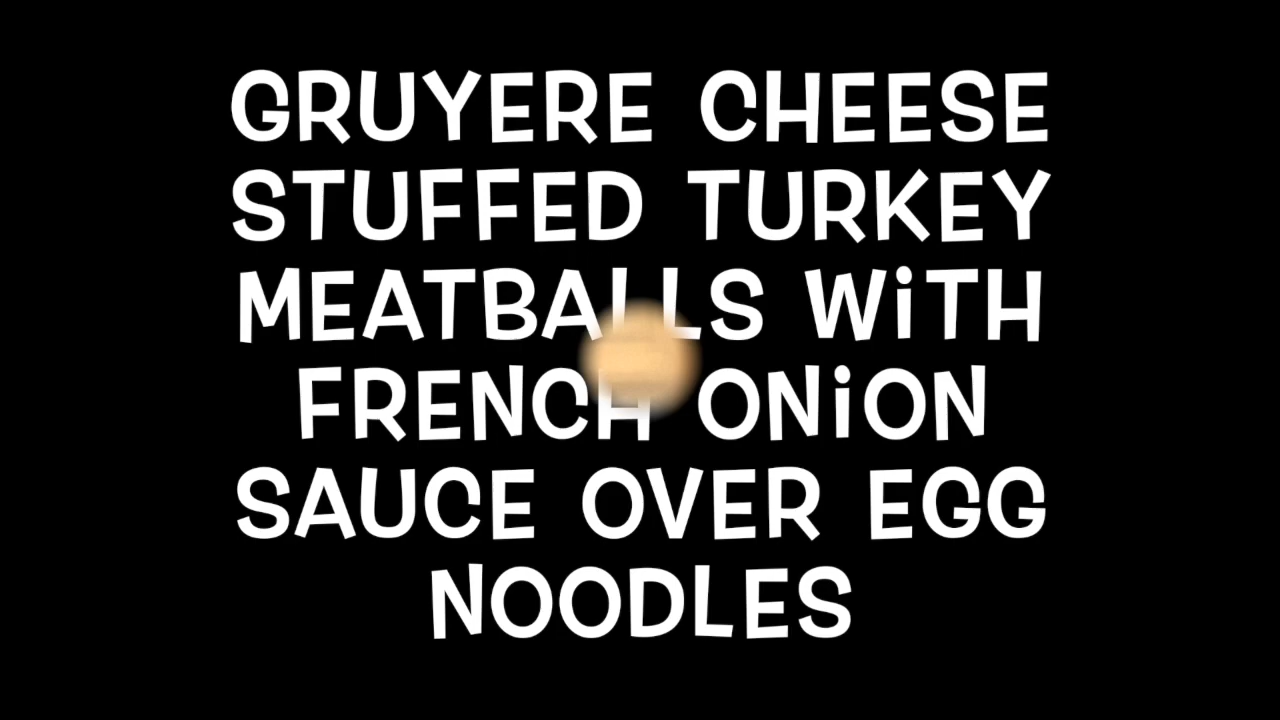 GRUYERE CHEESE
STUFFED TURKEY
MEATBALLS WiTH
FRENCH ONiON
SAUCE OVER EGG
NOODLES